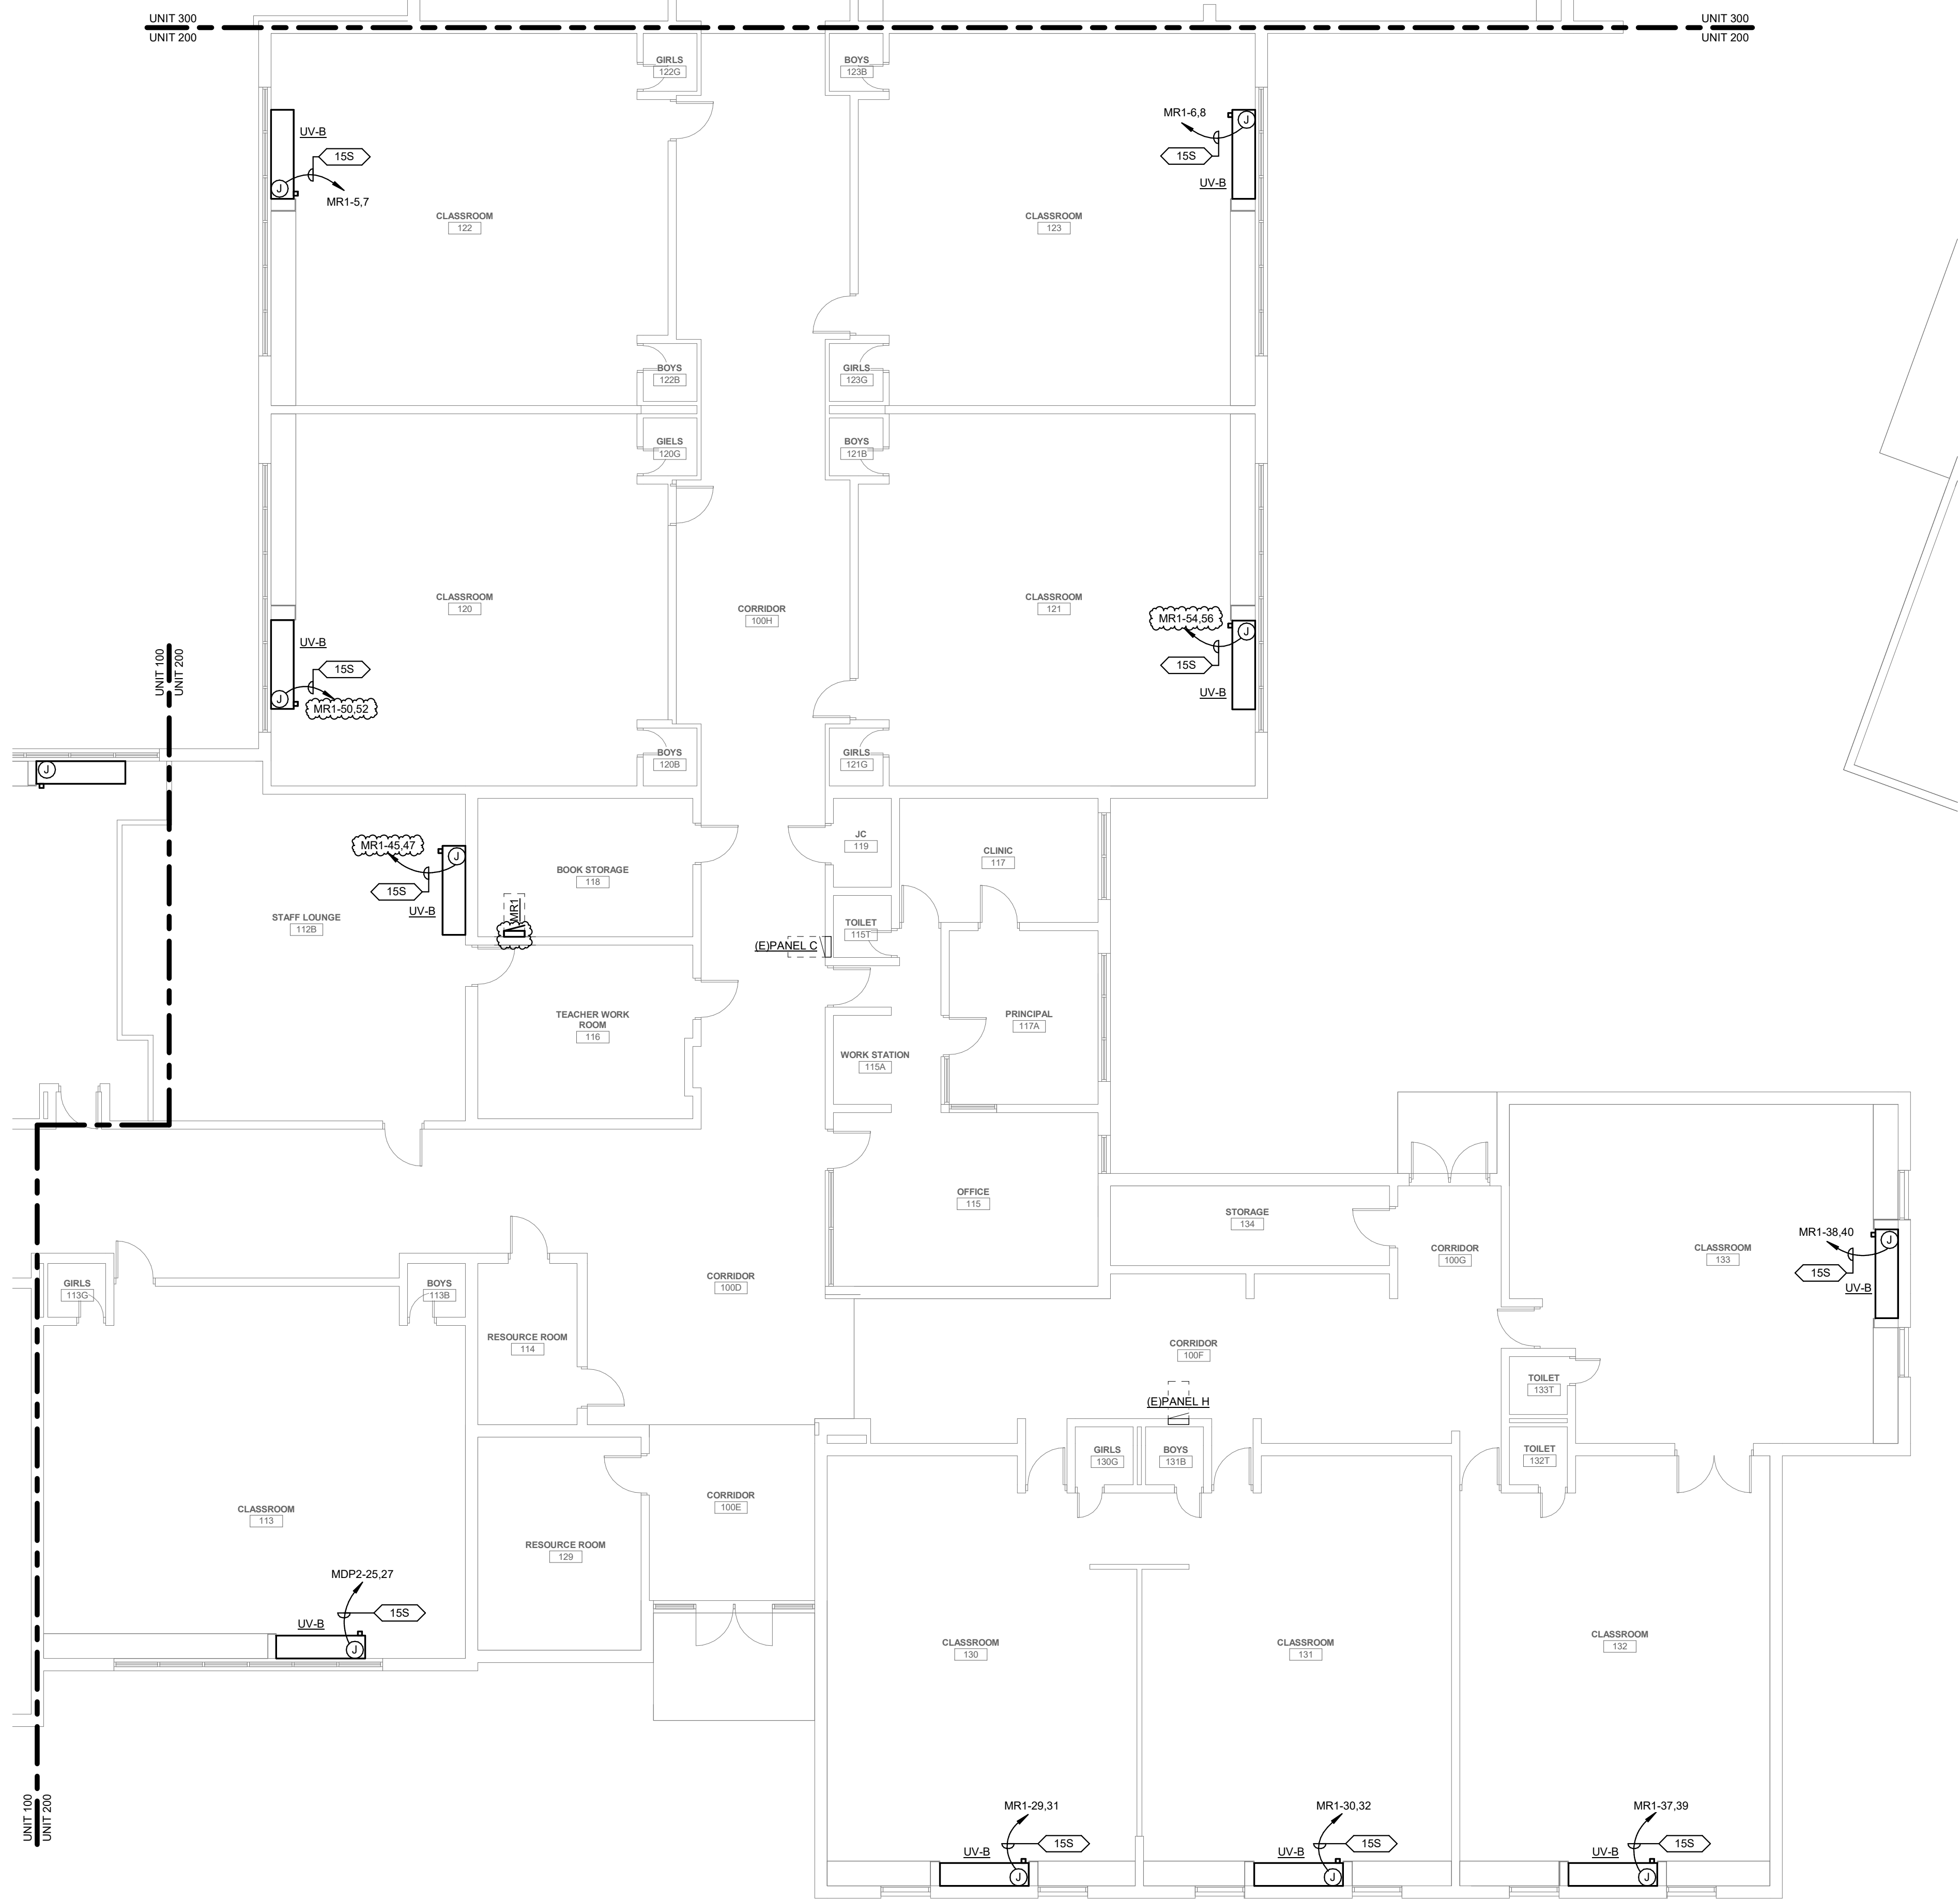 UNIT 300
UNIT 200
UNIT 300
UNIT 200
GIRLS
122G
BOYS
123B
UV-B
15S
MR1-5,7
CLASSROOM
122
MR1-6,8
15S
UV-B
CLASSROOM
123
BOYS
122B
GIRLS
123G
GIELS
120G
BOYS
121B
CLASSROOM
120
CORRIDOR
100H
CLASSROOM
121
MR1-54,56
15S
UV-B
UV-B
15S
MR1-50,52
UNIT 100
UNIT 200
BOYS
120B
GIRLS
121G
MR1-45,47
15S
UV-B
STAFF LOUNGE
112B
BOOK STORAGE
118
MR1
JC
119
CLINIC
117
TOILET
115T
(E)PANEL C
TEACHER WORK
ROOM
116
WORK STATION
115A
PRINCIPAL
117A
OFFICE
115
STORAGE
134
CORRIDOR
100G
CLASSROOM
133
MR1-38,40
15S
UV-B
GIRLS
113G
BOYS
113B
CORRIDOR
100D
RESOURCE ROOM
114
CORRIDOR
100F
(E)PANEL H
TOILET
133T
GIRLS
130G
BOYS
131B
TOILET
132T
CLASSROOM
113
CORRIDOR
100E
RESOURCE ROOM
129
MDP2-25,27
15S
UV-B
CLASSROOM
130
CLASSROOM
131
CLASSROOM
132
UNIT 100
UNIT 200
MR1-29,31
15S
UV-B
MR1-30,32
15S
UV-B
MR1-37,39
15S
UV-B
J
J
J
J
J
J
J
J
J
J
J